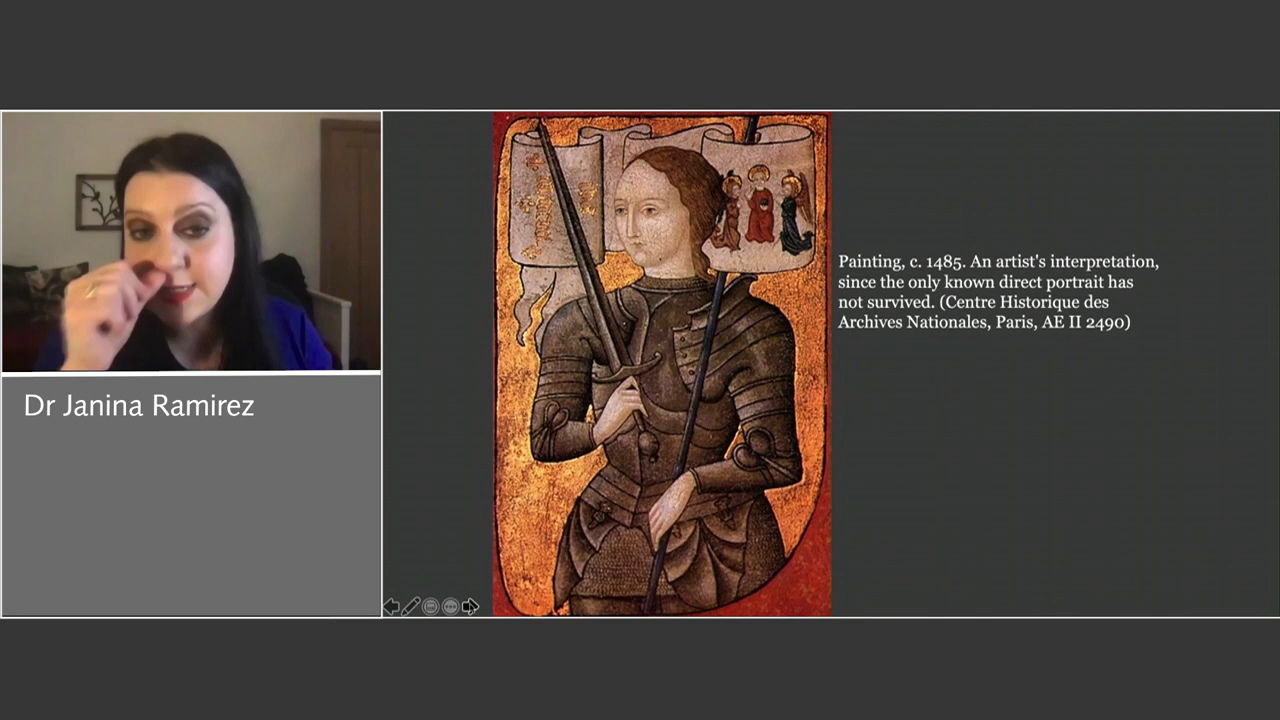 Dr Janina Ramirez
Painting, c. 1485. An artist's interpretation,
since the only known direct portrait has
not survived. (Centre Historique des
Archives Nationales, Paris, AE II 2490)